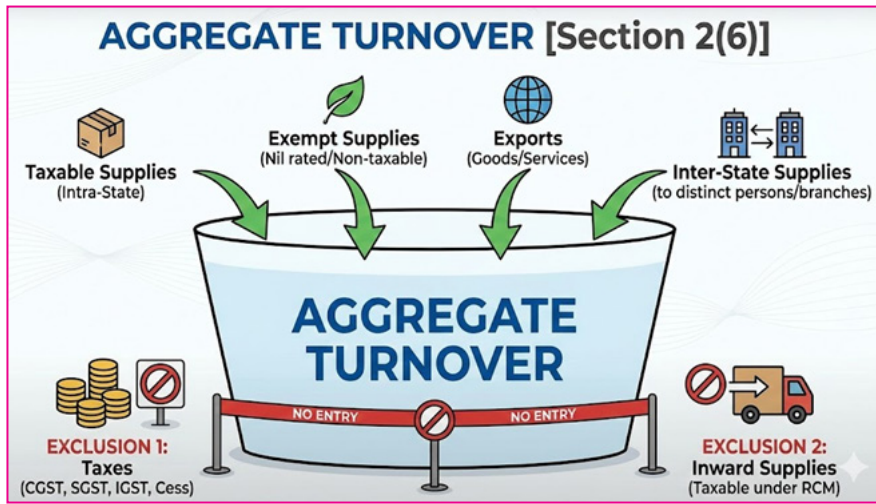 AGGREGATE TURNOVER [Section 2(6)]
Taxable Supplies
(Intra-State)
Exempt Supplies
(Nil rated/Non-taxable)
Exports
(Goods/Services)
Inter-State Supplies
(to distinct persons/branches)
AGGREGATE
TURNOVER
NO ENTRY
NO ENTRY
EXCLUSION 1:
Taxes
(CGST, SGST, IGST, Cess)
EXCLUSION 2:
Inward Supplies
(Taxable under RCM)